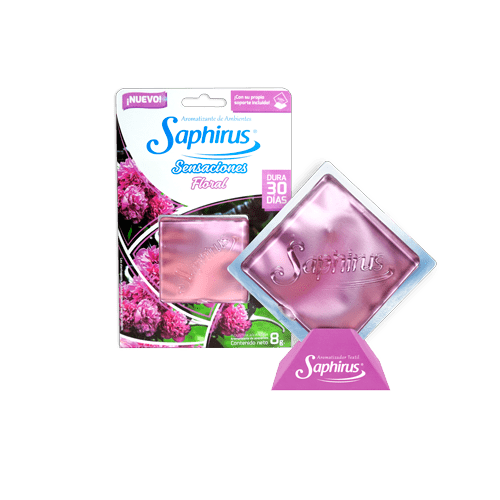 ¡NUEVO!
¡Con su propio
soporte incluido!
Aromatizante de Ambientes
Saphirus®
Sensaciones
Floral
DURA
30
DÍAS
Saphirus
Contenido neto 8g
Saphirus
Aromatizador Textil
Saphirus®